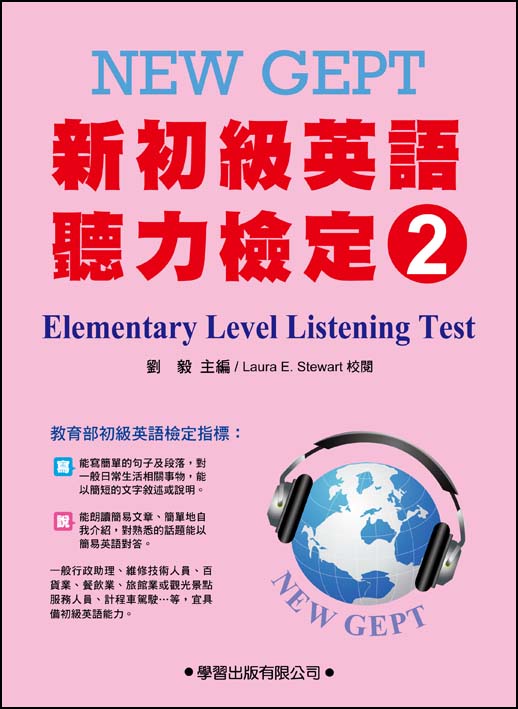 NEW GEPT
新初級英語
聽力檢定2
Elementary Level Listening Test
劉 毅 主編 / Laura E. Stewart 校閱
教育部初級英語檢定指標：
寫 能寫簡單的句子及段落，對
一般日常生活相關事物，能
以簡短的文字敘述或說明。
說 能朗讀簡易文章、簡單地自
我介紹，對熟悉的話題能以
簡易英語對答。
一般行政助理、維修技術人員、百
貨業、餐飲業、旅館業或觀光景點
服務人員、計程車駕駛…等，宜具
備初級英語能力。
NEW GEPT
● 學習出版有限公司 ●